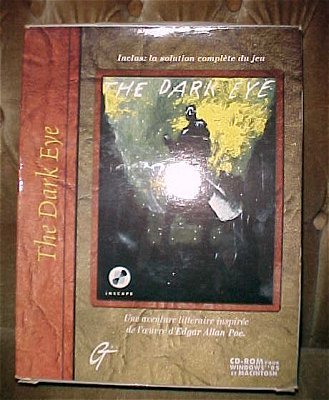 Inclus: la solution complète du jeu
THE DARK EYE
The Dark Eye
INSCAPE
Une aventure littéraire inspirée
de l'œuvre d'Edgar Allan Poe.
CD-ROM POUR
WINDOWS '95
ET MACINTOSH